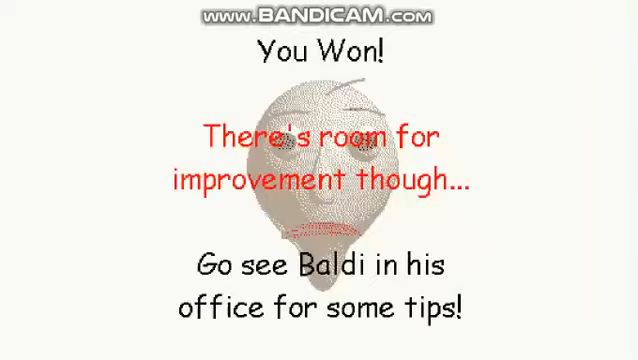 www.BANDICAM.com
You Won!
There's room for
improvement though...
Go see Baldi in his
office for some tips!